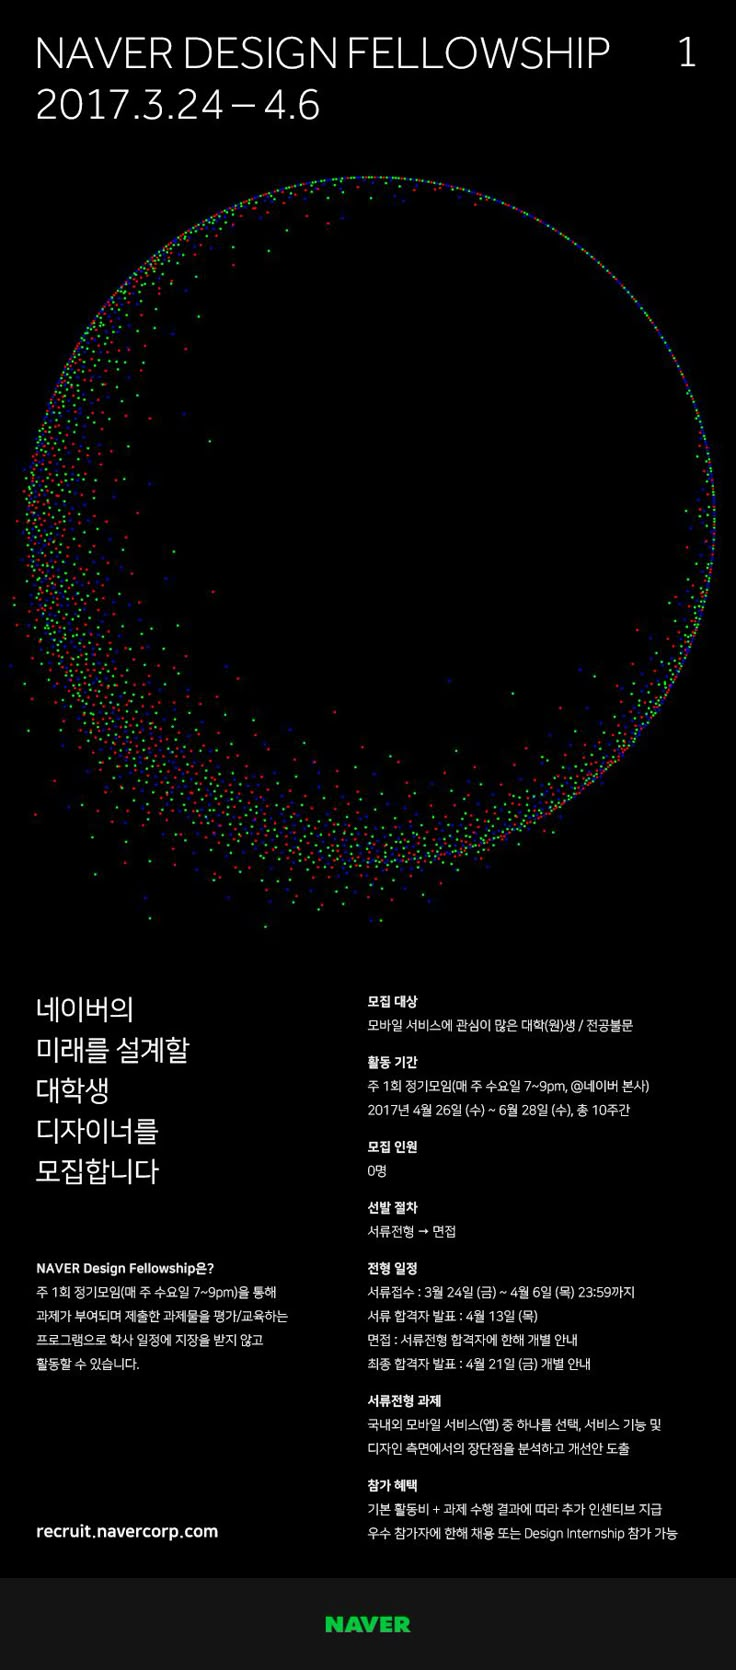 NAVER DESIGN FELLOWSHIP 1
2017.3.24 – 4.6
네이버의
미래를 설계할
대학생
디자이너를
모집합니다
NAVER Design Fellowship은?
주 1회 정기모임(매 주 수요일 7~9pm)을 통해
과제가 부여되며 제출한 과제물을 평가/교육하는
프로그램으로 학사 일정에 지장을 받지 않고
활동할 수 있습니다.
recruit.navercorp.com
모집 대상
모바일 서비스에 관심이 많은 대학(원)생 / 전공불문
활동 기간
주 1회 정기모임(매 주 수요일 7~9pm, @네이버 본사)
2017년 4월 26일 (수) ~ 6월 28일 (수), 총 10주간
모집 인원
0명
선발 절차
서류전형 → 면접
전형 일정
서류접수 : 3월 24일 (금) ~ 4월 6일 (목) 23:59까지
서류 합격자 발표 : 4월 13일 (목)
면접 : 서류전형 합격자에 한해 개별 안내
최종 합격자 발표 : 4월 21일 (금) 개별 안내
서류전형 과제
국내외 모바일 서비스(앱) 중 하나를 선택, 서비스 기능 및
디자인 측면에서의 장단점을 분석하고 개선안 도출
참가 혜택
기본 활동비 + 과제 수행 결과에 따라 추가 인센티브 지급
우수 참가자에 한해 채용 또는 Design Internship 참가 가능
NAVER